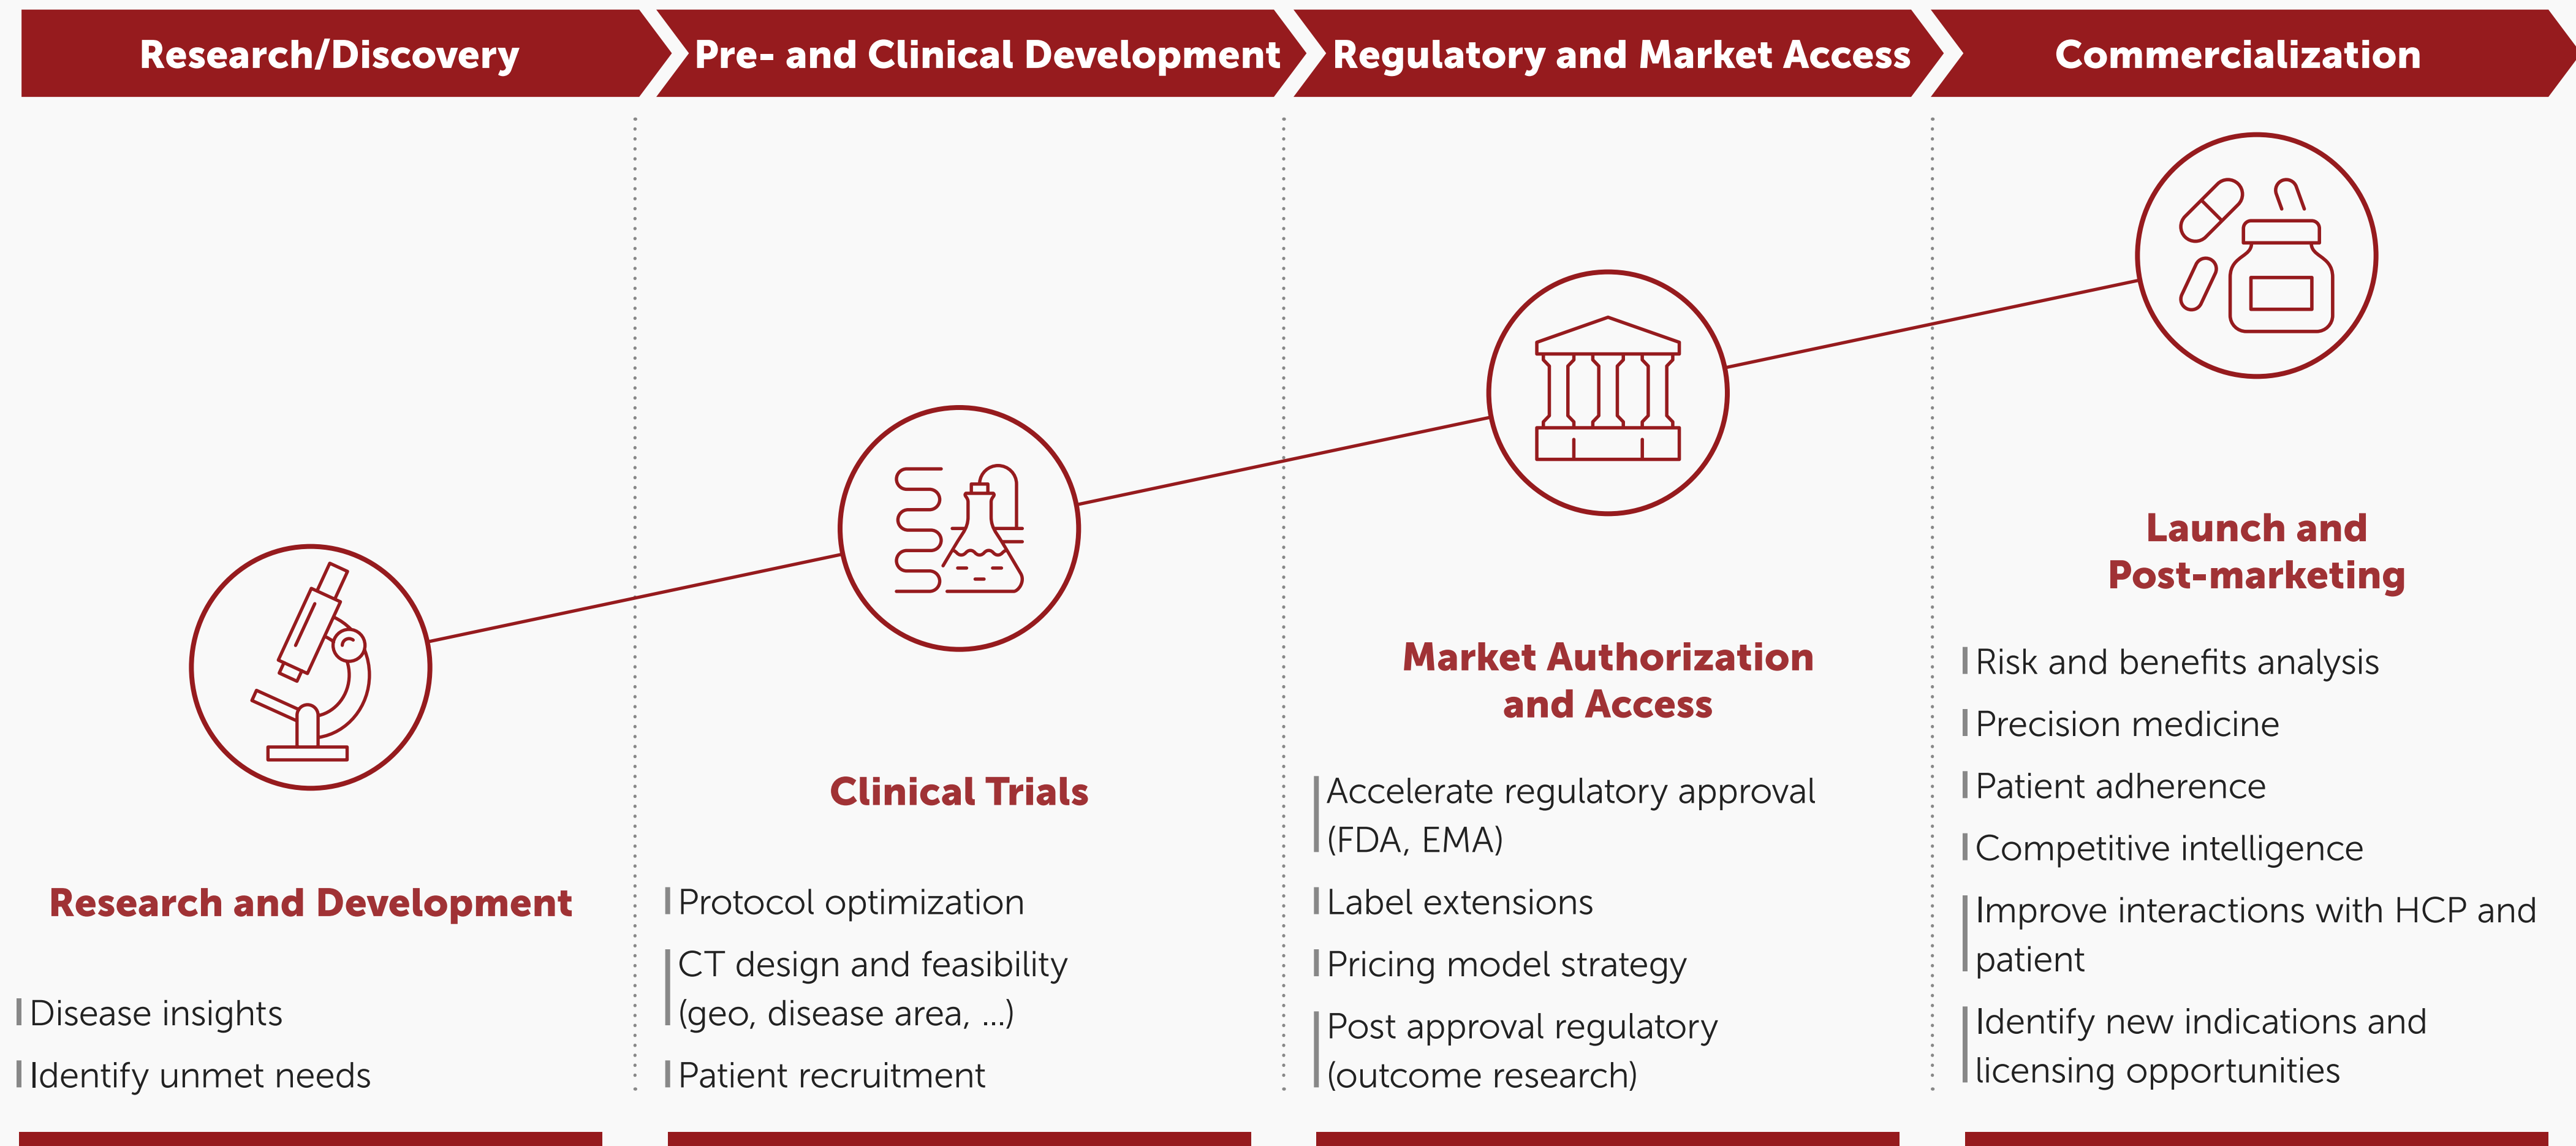 Research/Discovery
Pre- and Clinical Development
Regulatory and Market Access
Commercialization
Research and Development
Disease insights
Identify unmet needs
Clinical Trials
Protocol optimization
CT design and feasibility
(geo, disease area, ...)
Patient recruitment
Market Authorization
and Access
Accelerate regulatory approval
(FDA, EMA)
Label extensions
Pricing model strategy
Post approval regulatory
(outcome research)
Launch and
Post-marketing
Risk and benefits analysis
Precision medicine
Patient adherence
Competitive intelligence
Improve interactions with HCP and
patient
Identify new indications and
licensing opportunities